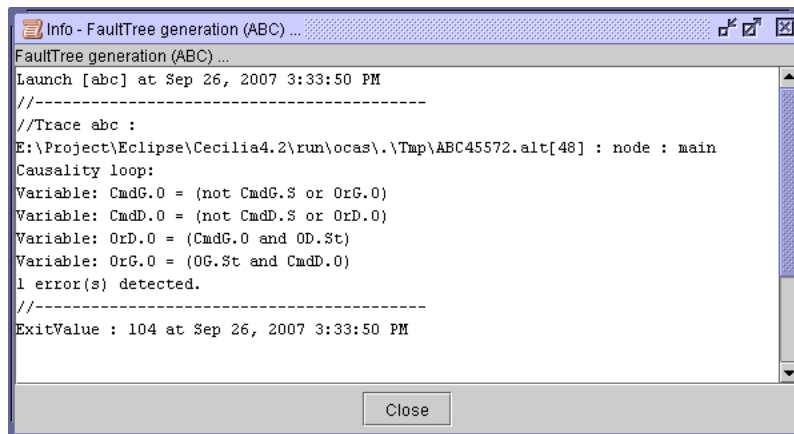 Info - FaultTree generation (ABC) ...
FaultTree generation (ABC) ...
Launch [abc] at Sep 26, 2007 3:33:50 PM
//------------------------------------------
//Trace abc :
E:\Project\Eclipse\Cecilia4.2\run\ocas\.\Tmp\ABC45572.alt[48] : node : main
Causality loop:
Variable: CmdG.O = (not CmdG.S or OrG.O)
Variable: CmdD.O = (not CmdD.S or OrD.O)
Variable: OrD.O = (CmdG.O and OD.St)
Variable: OrG.O = (OG.St and CmdD.O)
1 error(s) detected.
//------------------------------------------
ExitValue : 104 at Sep 26, 2007 3:33:50 PM
Close